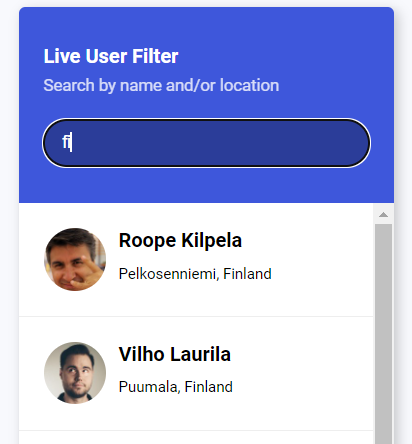 Live User Filter
Search by name and/or location
fi
Roope Kilpela
Pelkosenniemi, Finland
Vilho Laurila
Puumala, Finland